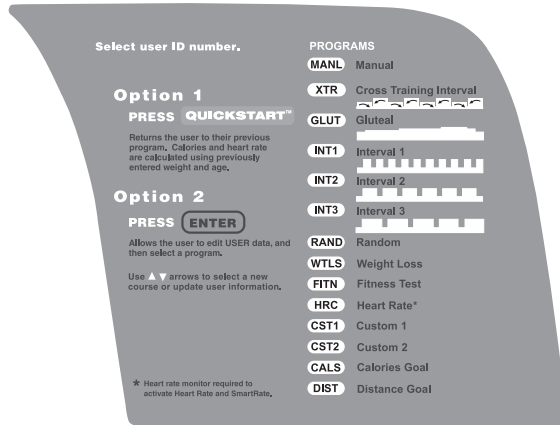 Select user ID number.
Option 1
PRESS QUICKSTART™
Returns the user to their previous
program. Calories and heart rate
are calculated using previously
entered weight and age.
Option 2
PRESS ENTER
Allows the user to edit USER data, and
then select a program.
Use ▲ ▼ arrows to select a new
course or update user information.
* Heart rate monitor required to
activate Heart Rate and SmartRate.
PROGRAMS
MANL Manual
XTR Cross Training Interval
GLUT Gluteal
INT1 Interval 1
INT2 Interval 2
INT3 Interval 3
RAND Random
WTLS Weight Loss
FITN Fitness Test
HRC Heart Rate*
CST1 Custom 1
CST2 Custom 2
CALS Calories Goal
DIST Distance Goal